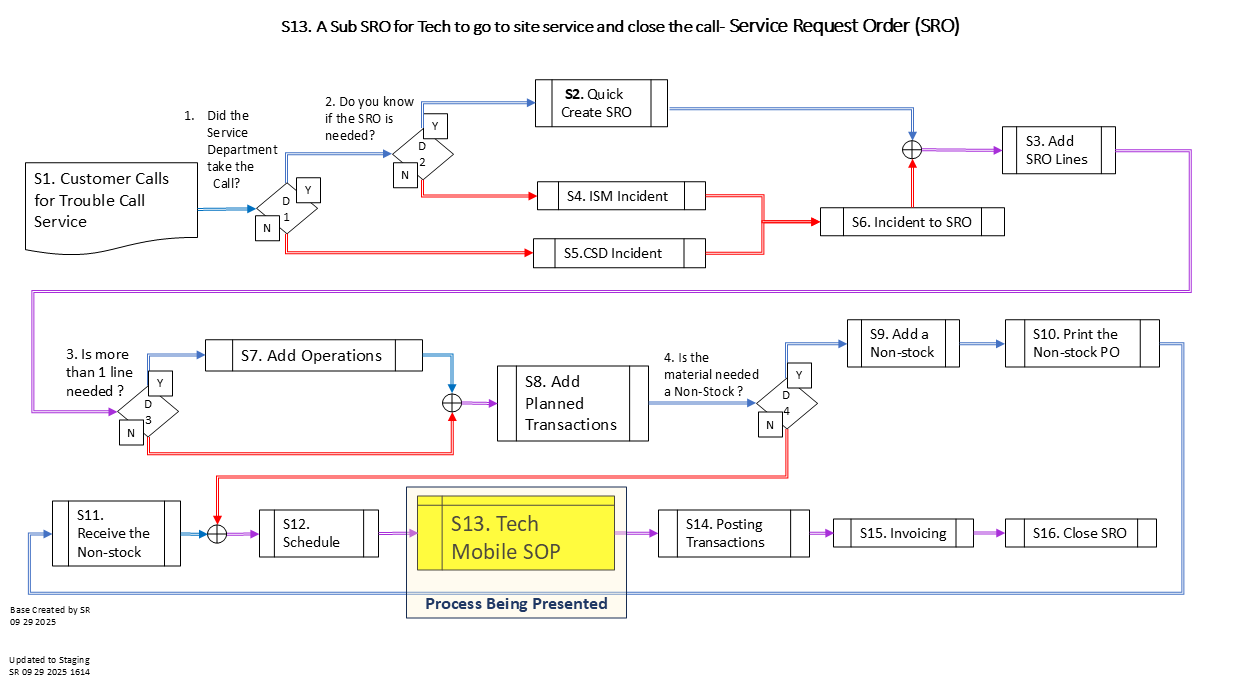 S13. A Sub SRO for Tech to go to site service and close the call- Service Request Order (SRO)
S1. Customer Calls
for Trouble Call
Service
1. Did the
Service
Department
take the
Call?
D
1
Y
N
2. Do you know
if the SRO is
needed?
D
2
Y
N
S2. Quick
Create SRO
S4. ISM Incident
S5.CSD Incident
S6. Incident to SRO
S3. Add
SRO Lines
3. Is more
than 1 line
needed ?
D
3
Y
N
S7. Add Operations
S8. Add
Planned
Transactions
4. Is the
material needed
a Non-Stock ?
D
4
Y
N
S9. Add a
Non-stock
S10. Print the
Non-stock PO
S11.
Receive the
Non-stock
S12.
Schedule
S13. Tech
Mobile SOP
Process Being Presented
S14. Posting
Transactions
S15. Invoicing
S16. Close SRO
Base Created by SR
09 29 2025
Updated to Staging
SR 09 29 2025 1614